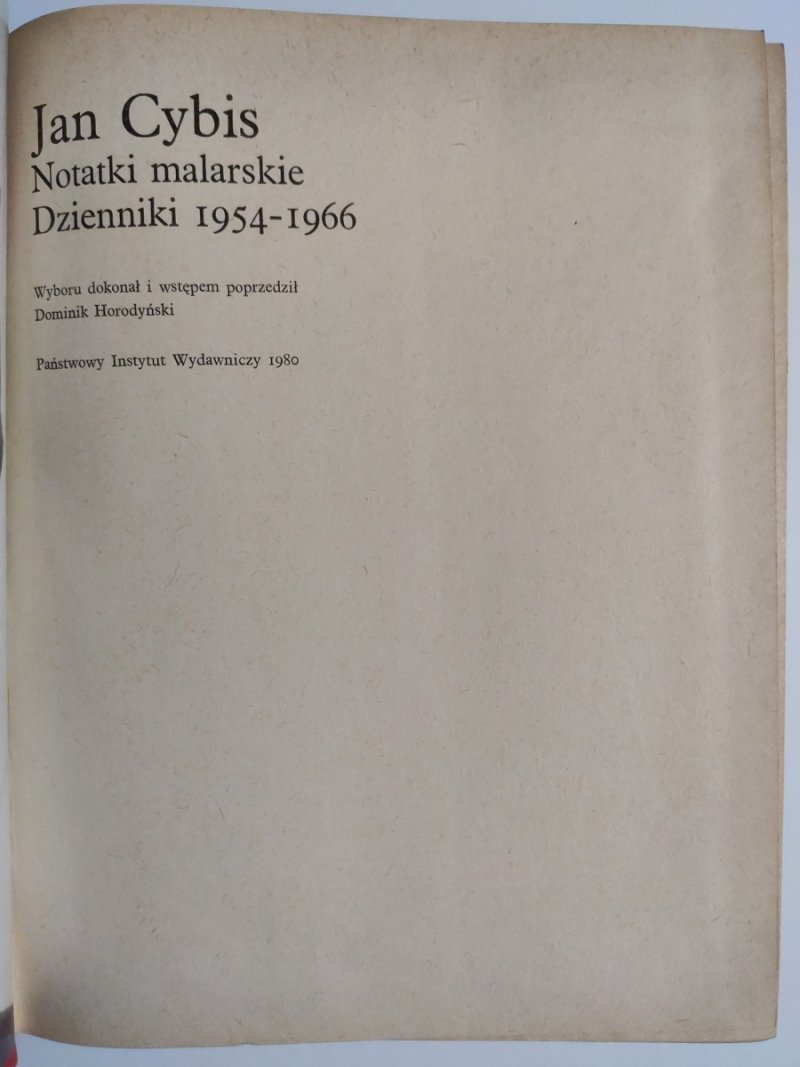 Jan Cybis
Notatki malarskie
Dzienniki 1954-1966
Wyboru dokonał i wstępem poprzedził
Dominik Horodyński
Państwowy Instytut Wydawniczy 1980